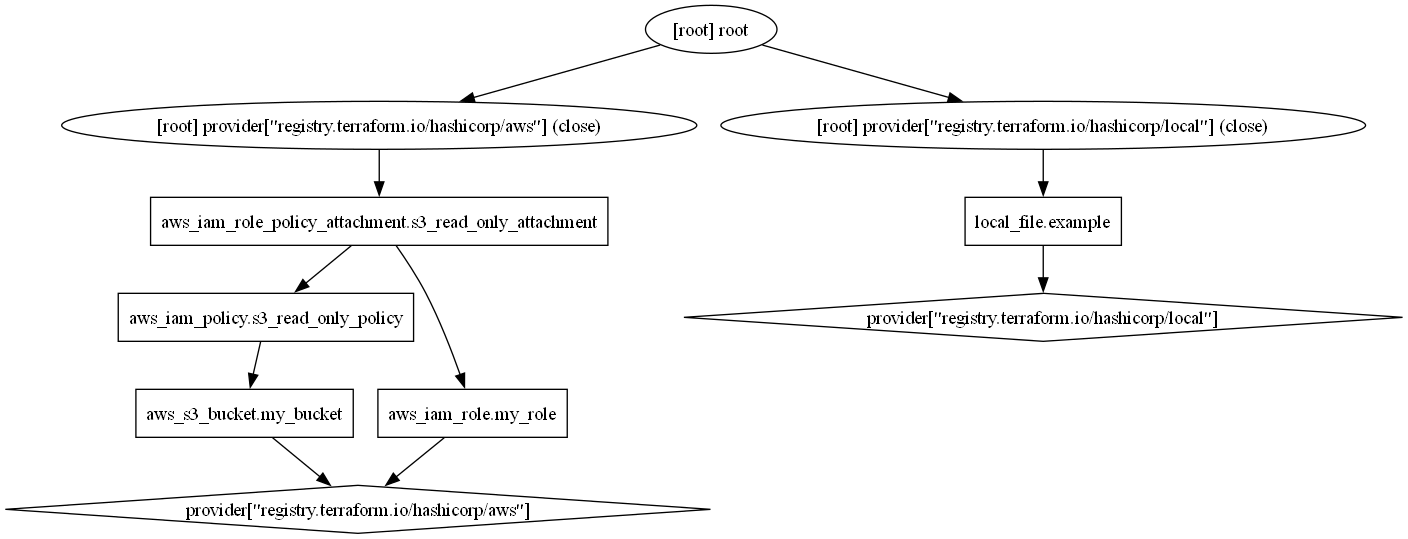 [root] root
[root] provider["registry.terraform.io/hashicorp/aws"] (close)
[root] provider["registry.terraform.io/hashicorp/local"] (close)
aws_iam_role_policy_attachment.s3_read_only_attachment
local_file.example
aws_iam_policy.s3_read_only_policy
provider["registry.terraform.io/hashicorp/local"]
aws_s3_bucket.my_bucket
aws_iam_role.my_role
provider["registry.terraform.io/hashicorp/aws"]